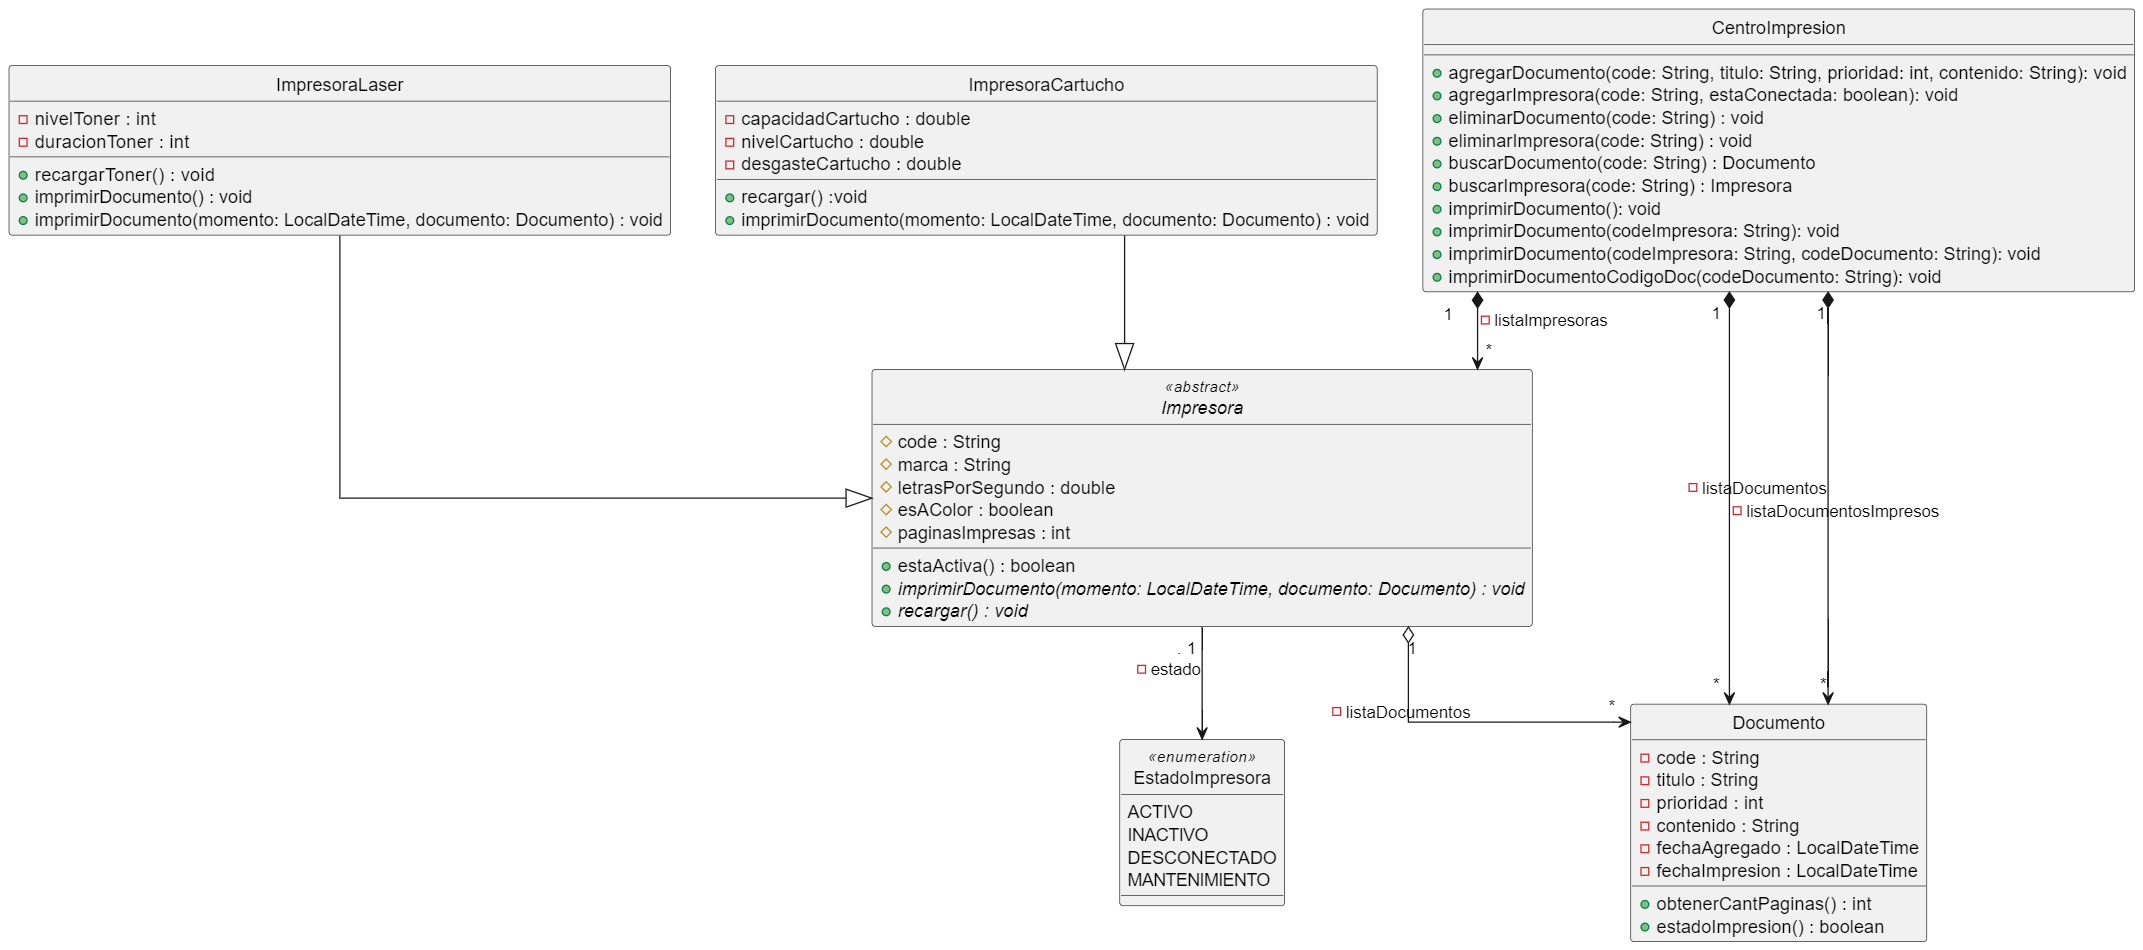 ImpresoraLaser
nivelToner : int
duracionToner : int
recargarToner() : void
imprimirDocumento() : void
imprimirDocumento(momento: LocalDateTime, documento: Documento) : void
ImpresoraCartucho
capacidadCartucho : double
nivelCartucho : double
desgasteCartucho : double
recargar() :void
imprimirDocumento(momento: LocalDateTime, documento: Documento) : void
CentroImpresion
agregarDocumento(code: String, titulo: String, prioridad: int, contenido: String): void
agregarImpresora(code: String, estaConectada: boolean): void
eliminarDocumento(code: String) : void
eliminarImpresora(code: String) : void
buscarDocumento(code: String) : Documento
buscarImpresora(code: String) : Impresora
imprimirDocumento(): void
imprimirDocumento(codeImpresora: String): void
imprimirDocumento(codeImpresora: String, codeDocumento: String): void
imprimirDocumentoCodigoDoc(codeDocumento: String): void
1
listaImpresoras
*
1
1
listaDocumentos
listaDocumentosImpresos
*
*
«abstract»
Impresora
code : String
marca : String
letrasPorSegundo : double
esAColor : boolean
paginasImpresas : int
estaActiva() : boolean
imprimirDocumento(momento: LocalDateTime, documento: Documento) : void
recargar() : void
. 1
estado
1
listaDocumentos
*
«enumeration»
EstadoImpresora
ACTIVO
INACTIVO
DESCONECTADO
MANTENIMIENTO
Documento
code : String
titulo : String
prioridad : int
contenido : String
fechaAgregado : LocalDateTime
fechaImpresion : LocalDateTime
obtenerCantPaginas() : int
estadoImpresion() : boolean